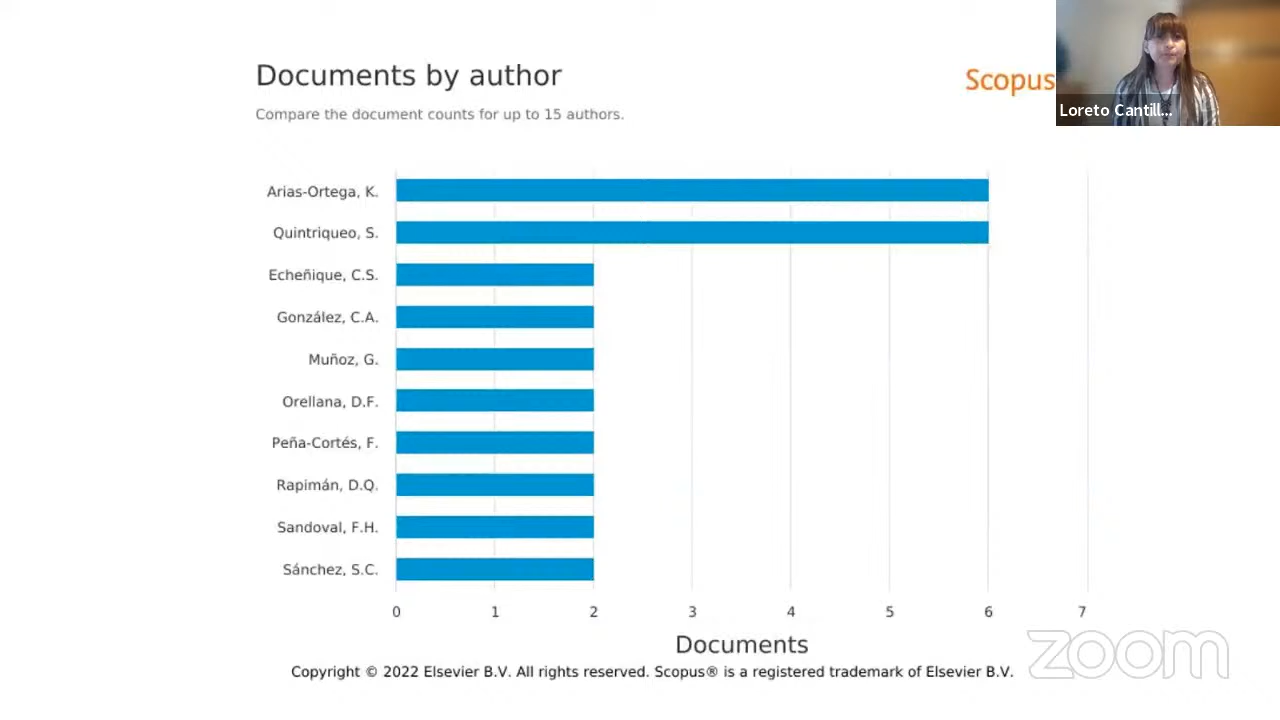 Documents by author
Scopus
Compare the document counts for up to 15 authors.
Loreto Cantill...
Arias-Ortega, K.
Quintriqueo, S.
Echeñique, C.S.
González, C.A.
Muñoz, G.
Orellana, D.F.
Peña-Cortés, F.
Rapimán, D.Q.
Sandoval, F.H.
Sánchez, S.C.
0 1 2 3 4 5 6 7
Documents
Copyright © 2022 Elsevier B.V. All rights reserved. Scopus® is a registered trademark of Elsevier B.V.
zoom